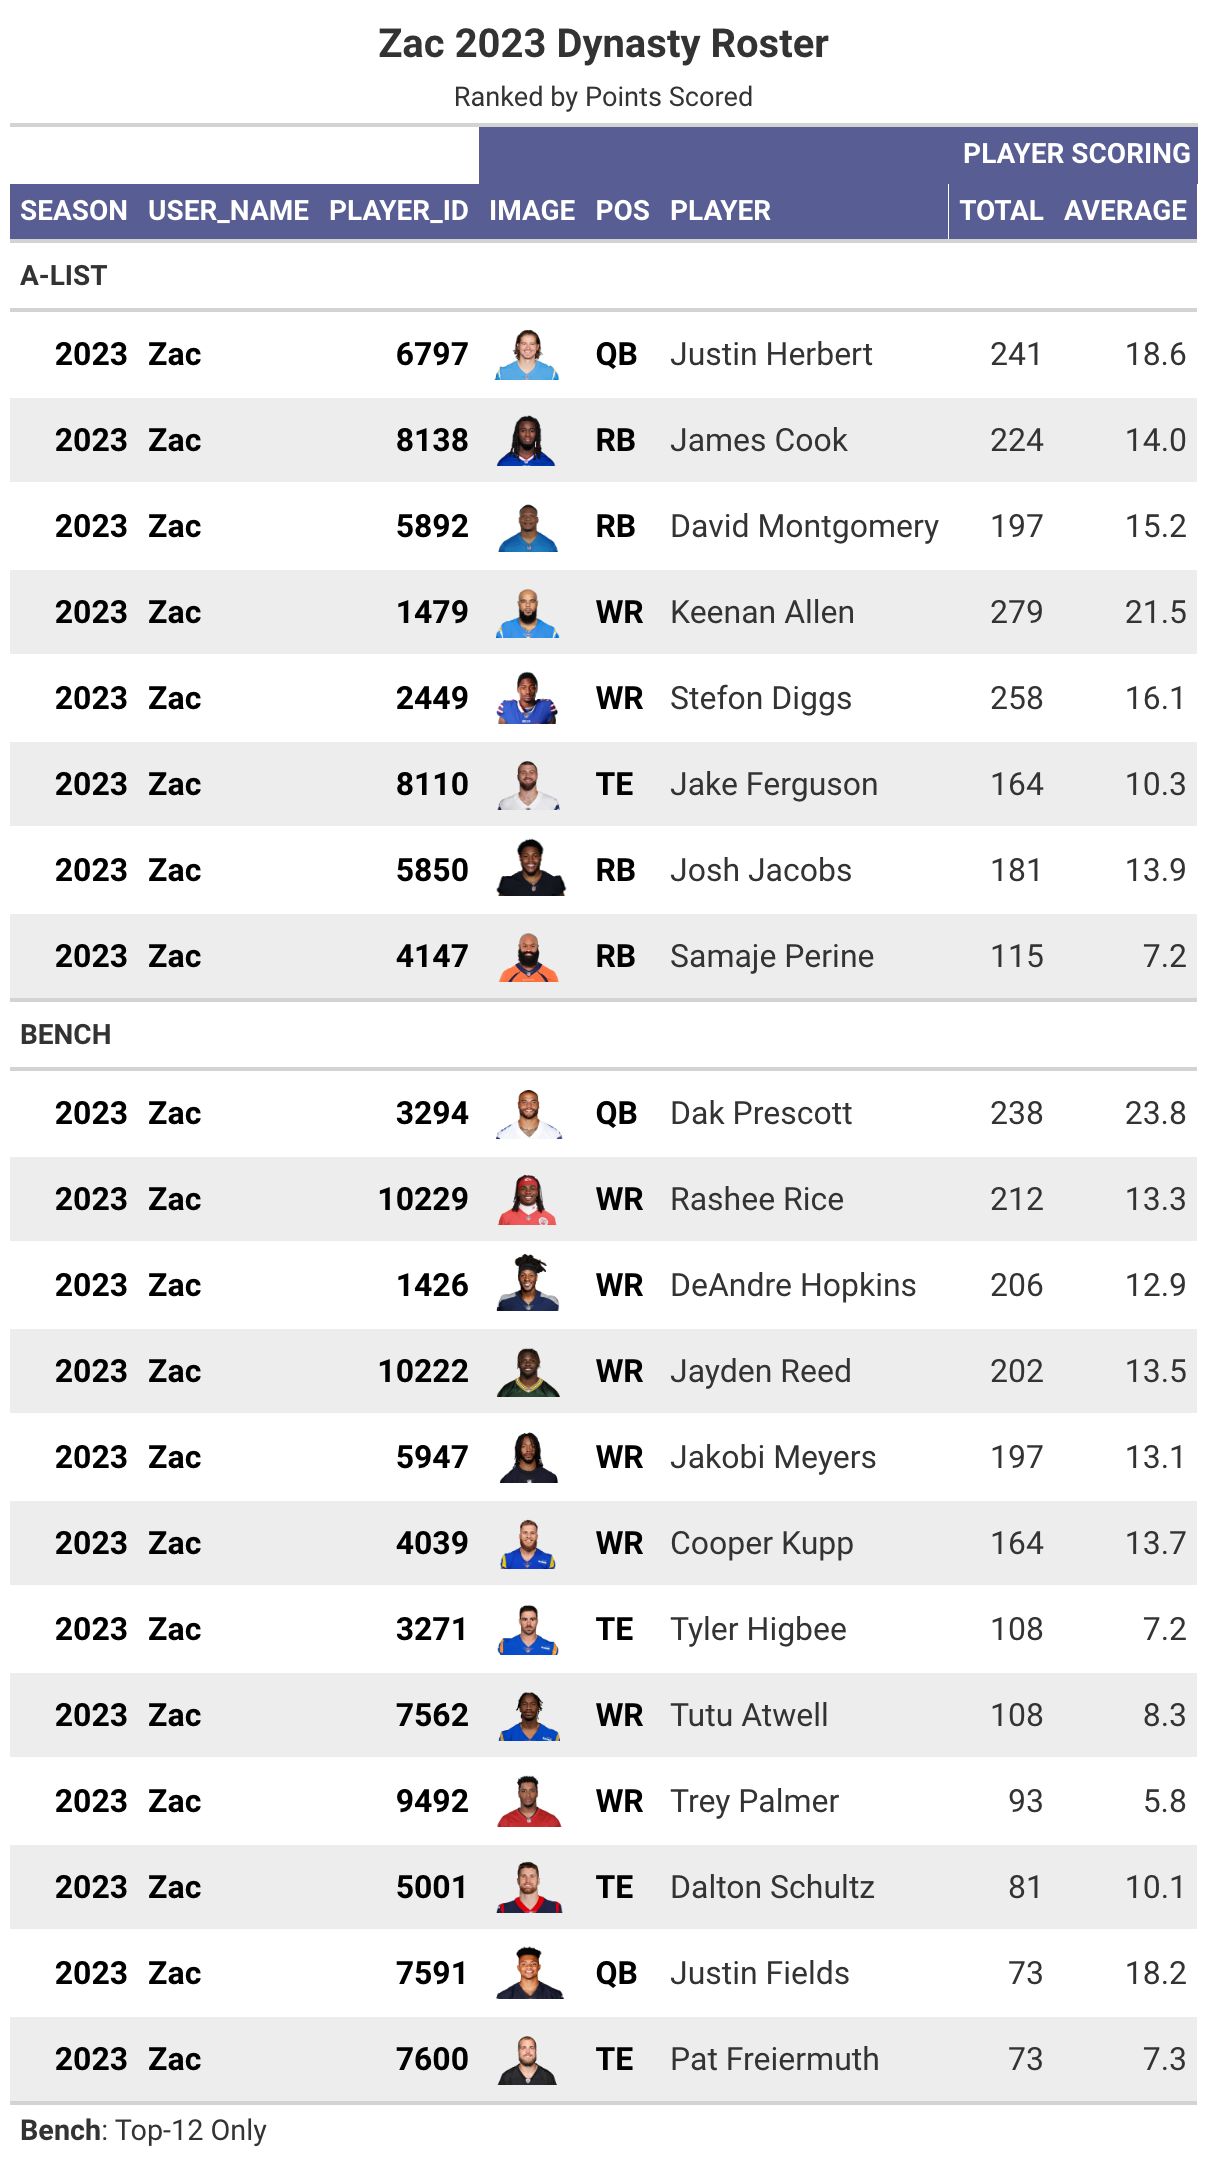 Zac 2023 Dynasty Roster
Ranked by Points Scored
PLAYER SCORING
SEASON USER_NAME PLAYER_ID IMAGE POS PLAYER TOTAL AVERAGE
A-LIST
2023 Zac 6797 QB Justin Herbert 241 18.6
2023 Zac 8138 RB James Cook 224 14.0
2023 Zac 5892 RB David Montgomery 197 15.2
2023 Zac 1479 WR Keenan Allen 279 21.5
2023 Zac 2449 WR Stefon Diggs 258 16.1
2023 Zac 8110 TE Jake Ferguson 164 10.3
2023 Zac 5850 RB Josh Jacobs 181 13.9
2023 Zac 4147 RB Samaje Perine 115 7.2
BENCH
2023 Zac 3294 QB Dak Prescott 238 23.8
2023 Zac 10229 WR Rashee Rice 212 13.3
2023 Zac 1426 WR DeAndre Hopkins 206 12.9
2023 Zac 10222 WR Jayden Reed 202 13.5
2023 Zac 5947 WR Jakobi Meyers 197 13.1
2023 Zac 4039 WR Cooper Kupp 164 13.7
2023 Zac 3271 TE Tyler Higbee 108 7.2
2023 Zac 7562 WR Tutu Atwell 108 8.3
2023 Zac 9492 WR Trey Palmer 93 5.8
2023 Zac 5001 TE Dalton Schultz 81 10.1
2023 Zac 7591 QB Justin Fields 73 18.2
2023 Zac 7600 TE Pat Freiermuth 73 7.3
Bench: Top-12 Only